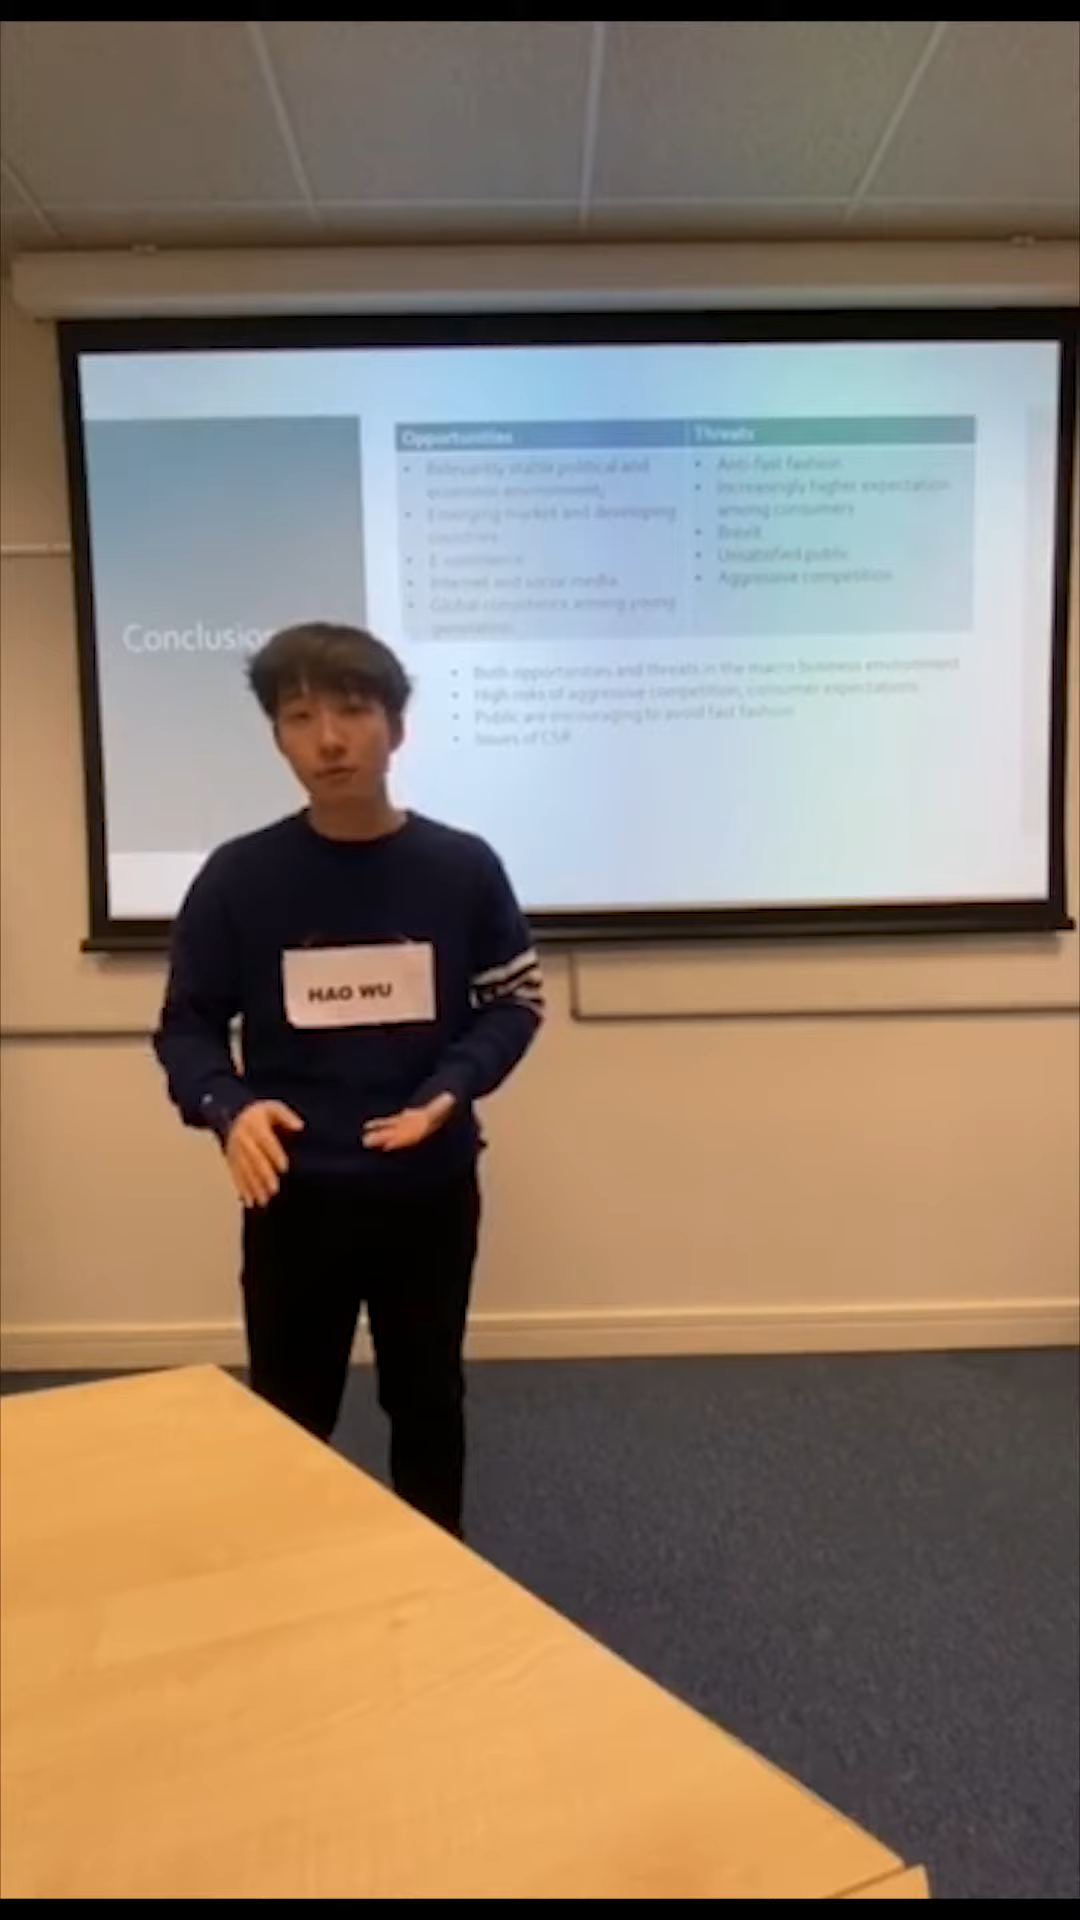 Opportunities
Relevantly stable political and
economic environment,
Emerging market and developing
countries
E-commerce
Internet and social media
Global competence among young
generation
Threats
Anti-fast fashion
Increasingly higher expectation
among consumers
Brexit
Unsatisfied public
Aggressive competition
Conclusion
Both opportunities and threats in the macro business environment
High risks of aggressive competition, consumer expectations
Public are encouraging to avoid fast fashion
Issues of CSR
HAO WU